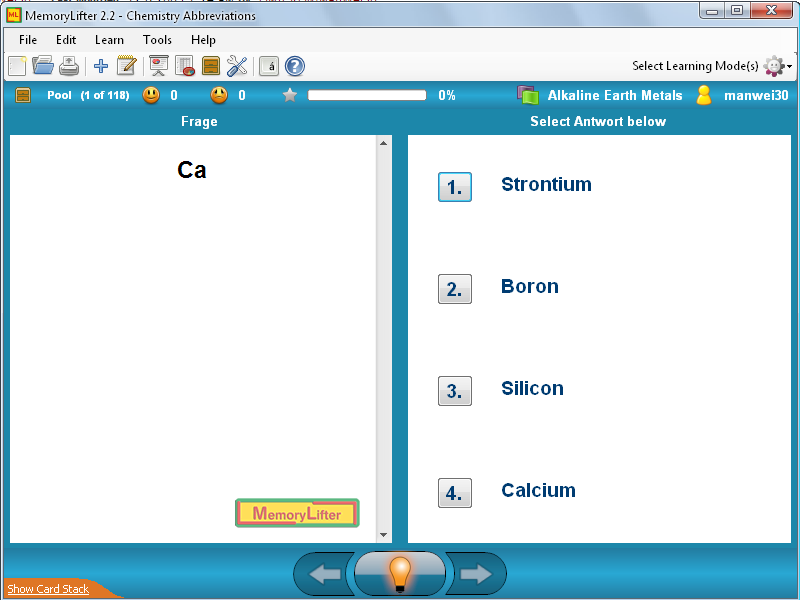 MemoryLifter 2.2 - Chemistry Abbreviations
File Edit Learn Tools Help
á ? Select Learning Mode(s)
Pool (1 of 118) 0 0 0% Alkaline Earth Metals manwei30
Frage Select Antwort below
Ca
1. Strontium
2. Boron
3. Silicon
4. Calcium
MemoryLifter
Show Card Stack